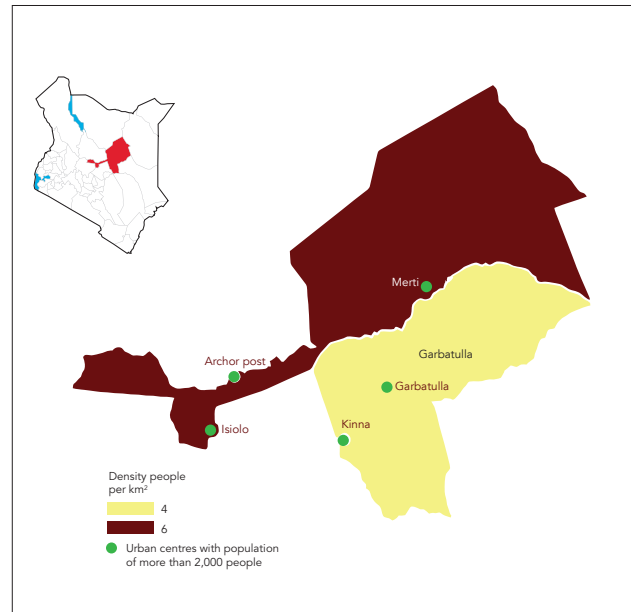 Merti
Garbatulla
Archor post
Garbatulla
Kinna
Isiolo
Density people
per km²
4
6
Urban centres with population
of more than 2,000 people